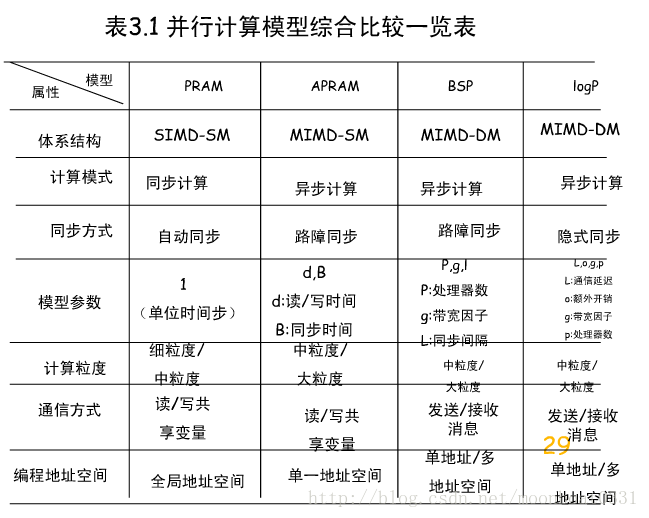 表3.1 并行计算模型综合比较一览表
模型
属性
PRAM
APRAM
BSP
logP
体系结构
SIMD-SM
MIMD-SM
MIMD-DM
MIMD-DM
计算模式
同步计算
异步计算
异步计算
异步计算
同步方式
自动同步
路障同步
路障同步
隐式同步
模型参数
1
（单位时间步）
d,B
d:读/写时间
B:同步时间
P,g,l
P:处理器数
g:带宽因子
L:同步间隔
L,o,g,p
L:通信延迟
o:额外开销
g:带宽因子
p:处理器数
计算粒度
细粒度/
中粒度
中粒度/
大粒度
中粒度/
大粒度
中粒度/
大粒度
通信方式
读/写共
享变量
读/写共
享变量
发送/接收
消息
发送/接收
消息
29
编程地址空间
全局地址空间
单一地址空间
单地址/多
地址空间
单地址/多
地址空间